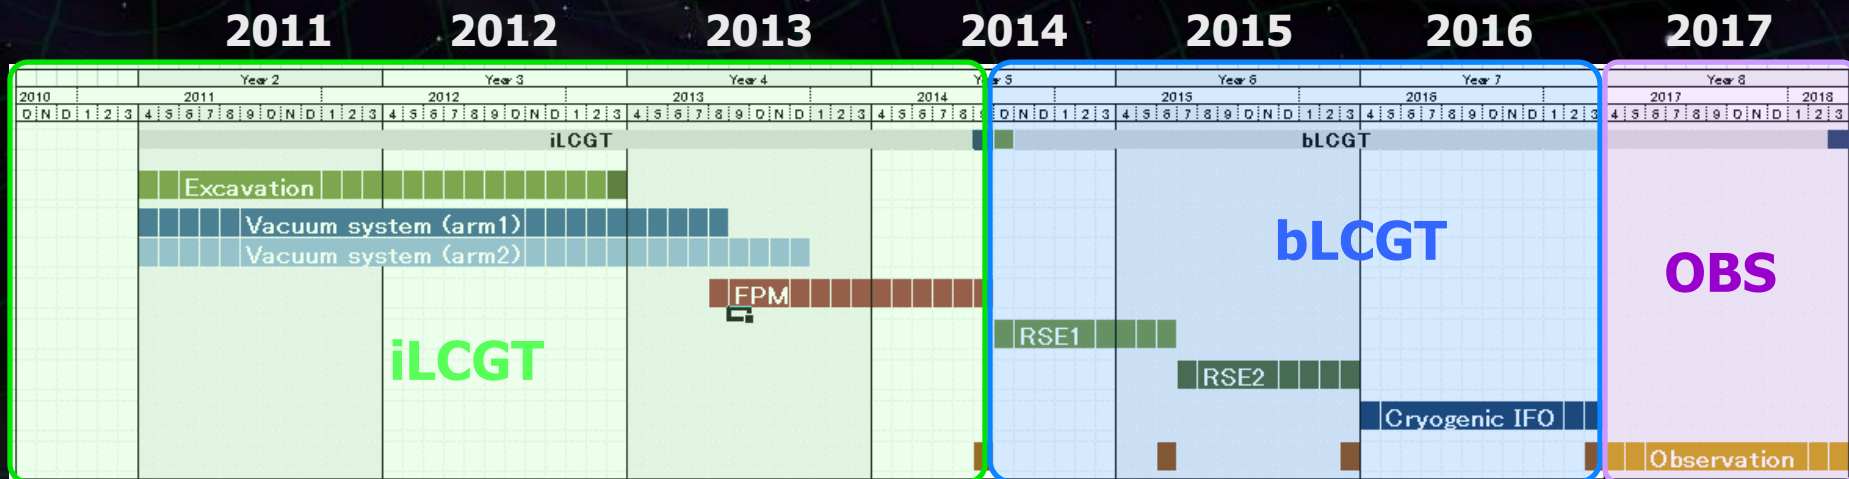 2011 2012 2013 2014 2015 2016 2017
Year 2 Year 3 Year 4 Year 5 Year 6 Year 7 Year 8
2010 2011 2012 2013 2014 2015 2016 2017 2018
O N D 1 2 3 4 5 6 7 8 9 O N D 1 2 3 4 5 6 7 8 9 O N D 1 2 3 4 5 6 7 8 9 O N D 1 2 3 4 5 6 7 8 9 O N D 1 2 3 4 5 6 7 8 9 O N D 1 2 3 4 5 6 7 8 9 O N D 1 2 3 4 5 6 7 8 9 O N D 1 2 3
iLCGT bLCGT
Excavation
Vacuum system (arm1)
Vacuum system (arm2)
bLCGT
OBS
FPM
RSE1
iLCGT
RSE2
Cryogenic IFO
Observation